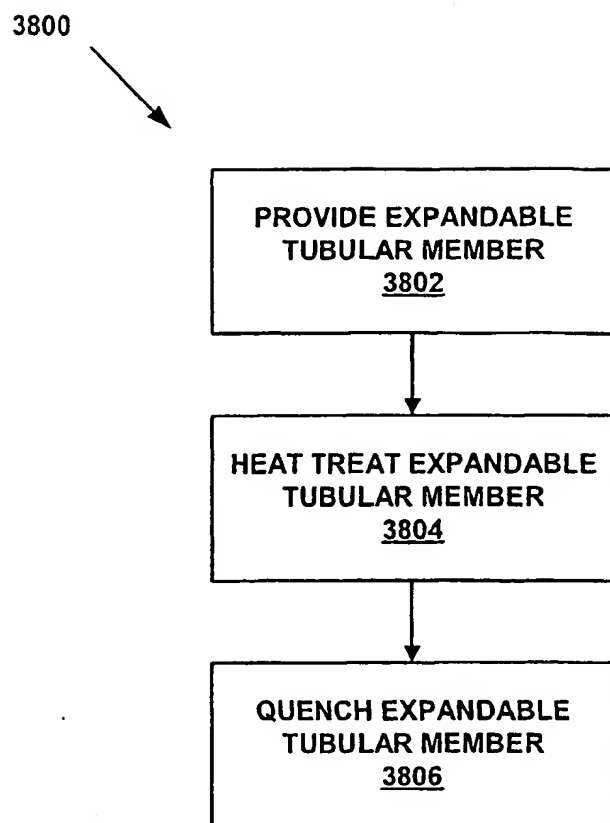 3800
PROVIDE EXPANDABLE
TUBULAR MEMBER
3802
HEAT TREAT EXPANDABLE
TUBULAR MEMBER
3804
QUENCH EXPANDABLE
TUBULAR MEMBER
3806